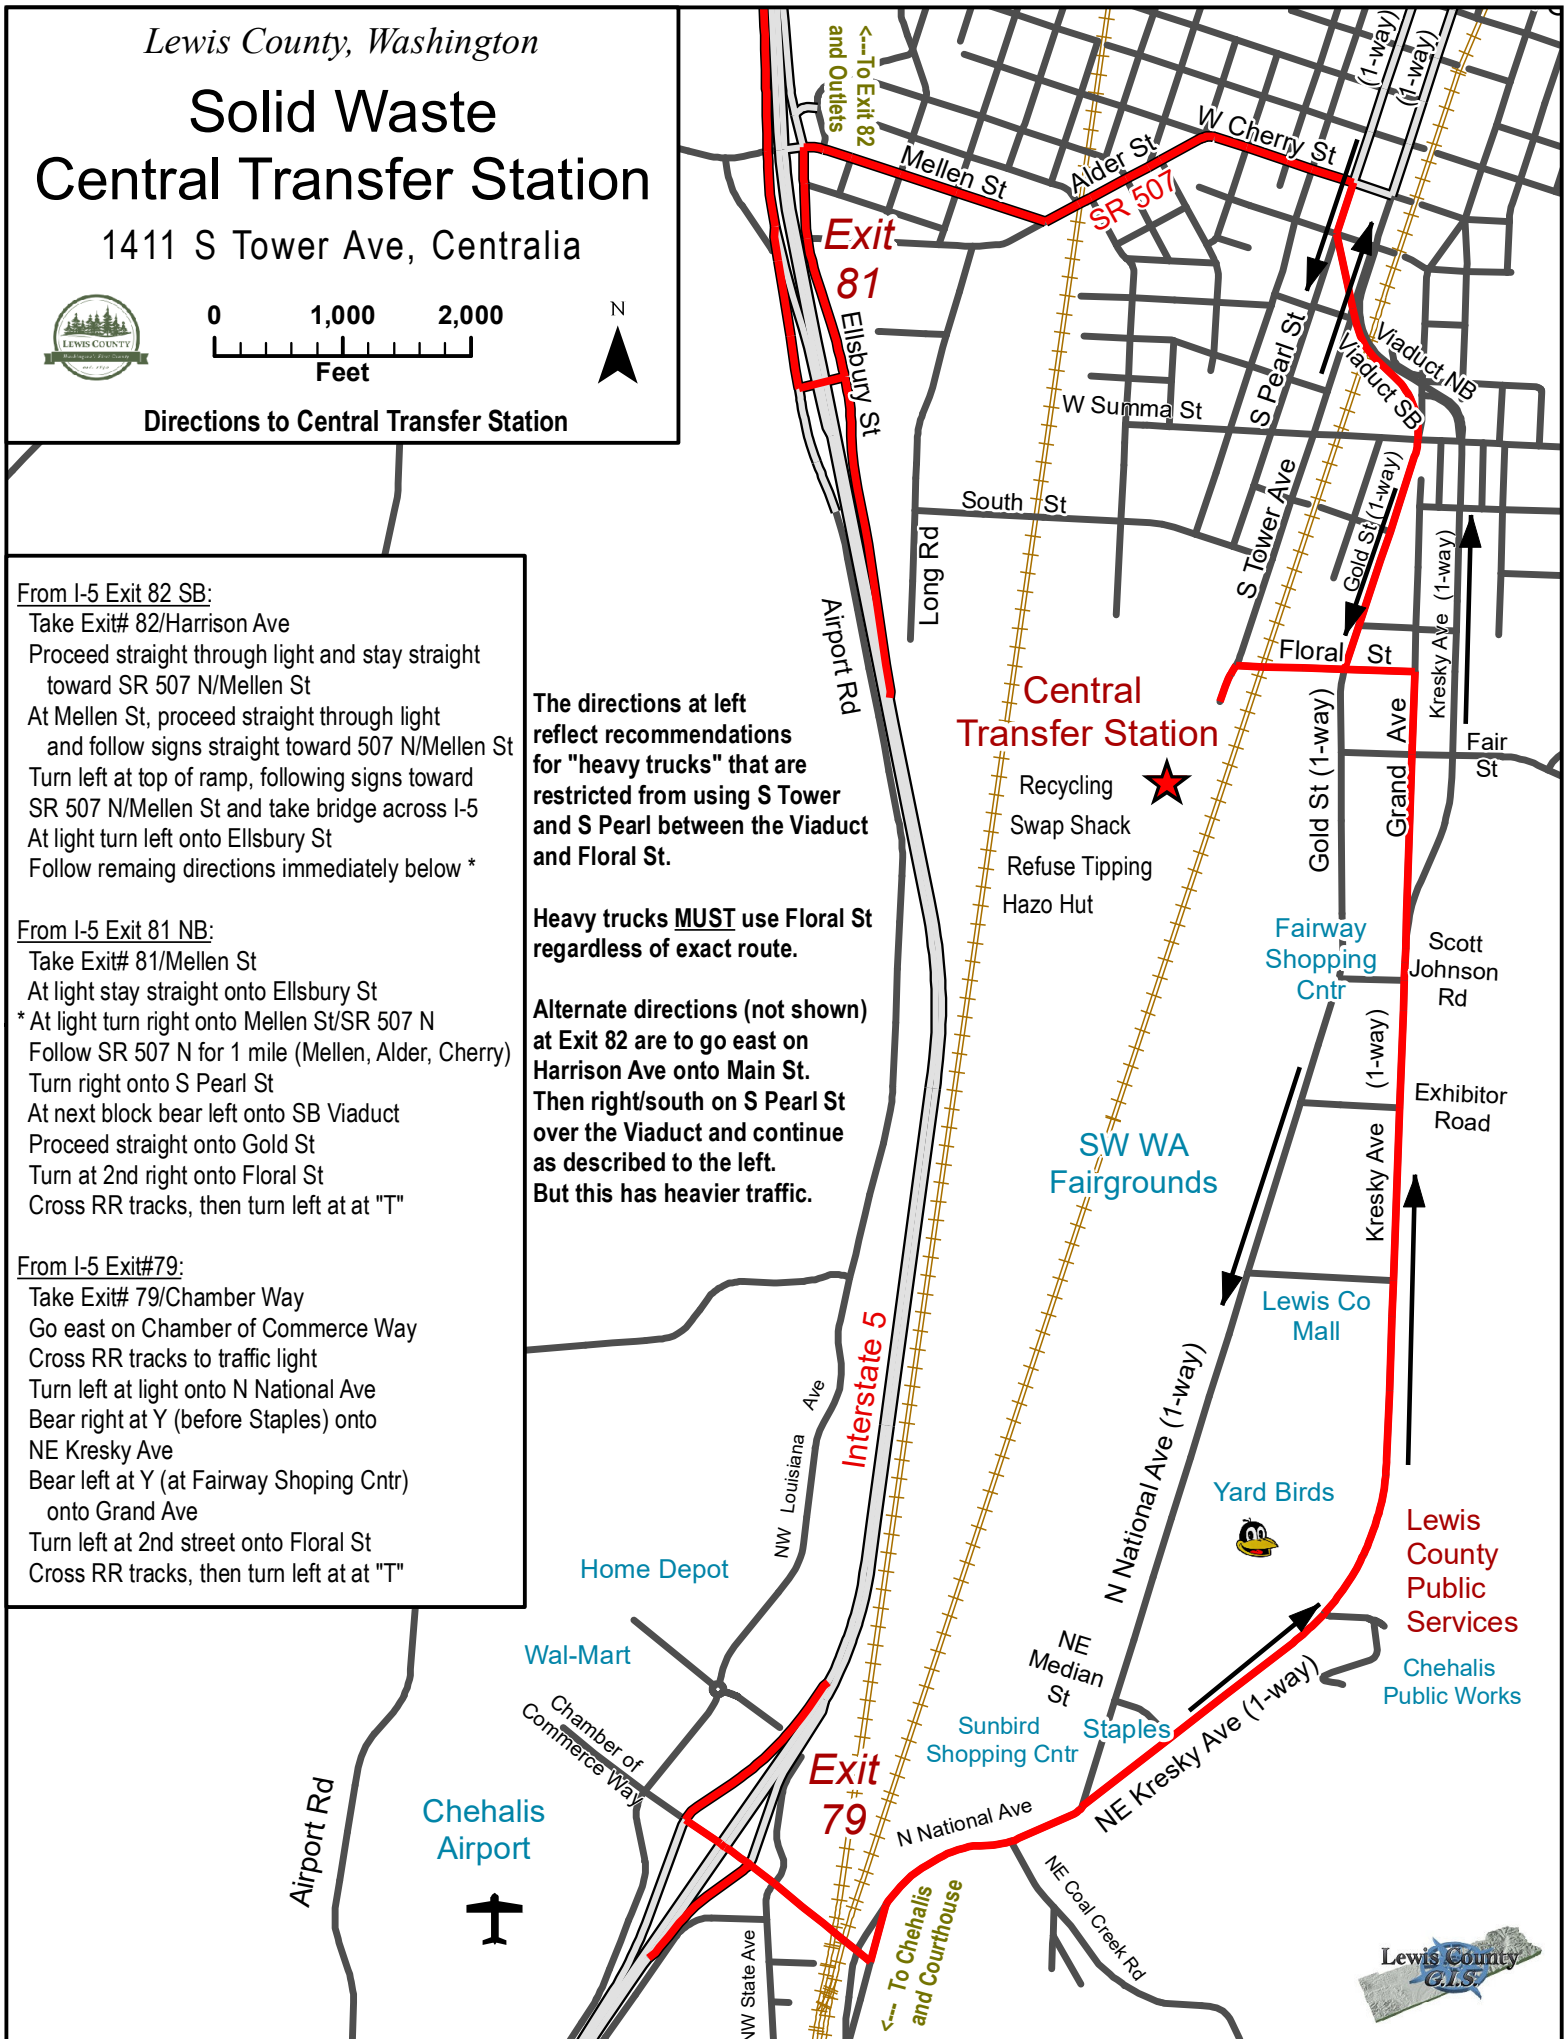 Lewis County, Washington
Solid Waste
Central Transfer Station
1411 S Tower Ave, Centralia
LEWIS COUNTY
0 1,000 2,000
Feet
N
Directions to Central Transfer Station
From I-5 Exit 82 SB:
Take Exit# 82/Harrison Ave
Proceed straight through light and stay straight
toward SR 507 N/Mellen St
At Mellen St, proceed straight through light
and follow signs straight toward 507 N/Mellen St
Turn left at top of ramp, following signs toward
SR 507 N/Mellen St and take bridge across I-5
At light turn left onto Ellsbury St
Follow remaing directions immediately below *
From I-5 Exit 81 NB:
Take Exit# 81/Mellen St
At light stay straight onto Ellsbury St
* At light turn right onto Mellen St/SR 507 N
Follow SR 507 N for 1 mile (Mellen, Alder, Cherry)
Turn right onto S Pearl St
At next block bear left onto SB Viaduct
Proceed straight onto Gold St
Turn at 2nd right onto Floral St
Cross RR tracks, then turn left at at "T"
From I-5 Exit#79:
Take Exit# 79/Chamber Way
Go east on Chamber of Commerce Way
Cross RR tracks to traffic light
Turn left at light onto N National Ave
Bear right at Y (before Staples) onto
NE Kresky Ave
Bear left at Y (at Fairway Shoping Cntr)
onto Grand Ave
Turn left at 2nd street onto Floral St
Cross RR tracks, then turn left at at "T"
The directions at left
reflect recommendations
for "heavy trucks" that are
restricted from using S Tower
and S Pearl between the Viaduct
and Floral St.
Heavy trucks MUST use Floral St
regardless of exact route.
Alternate directions (not shown)
at Exit 82 are to go east on
Harrison Ave onto Main St.
Then right/south on S Pearl St
over the Viaduct and continue
as described to the left.
But this has heavier traffic.
<---To Exit 82
and Outlets
(1-way)
(1-way)
W Cherry St
Mellen St
Alder St
SR 507
Exit
81
Ellsbury St
S Pearl St
Viaduct NB
Viaduct SB
W Summa St
South St
Long Rd
S Tower Ave
Gold St (1-way)
Kresky Ave (1-way)
Airport Rd
Floral St
Central
Transfer Station
Recycling
Swap Shack
Refuse Tipping
Hazo Hut
Gold St (1-way)
Grand Ave
Fair
St
Fairway
Shopping
Cntr
Scott
Johnson
Rd
Kresky Ave (1-way)
Exhibitor
Road
SW WA
Fairgrounds
Lewis Co
Mall
Interstate 5
NW Louisiana Ave
N National Ave (1-way)
Yard Birds
Lewis
County
Public
Services
Home Depot
Wal-Mart
NE
Median
St
Chehalis
Public Works
Chamber of
Commerce Way
Sunbird
Shopping Cntr
Staples
NE Kresky Ave (1-way)
Exit
79
N National Ave
Chehalis
Airport
Airport Rd
NE Coal Creek Rd
<--- To Chehalis
and Courthouse
NW State Ave
Lewis County
G.I.S.